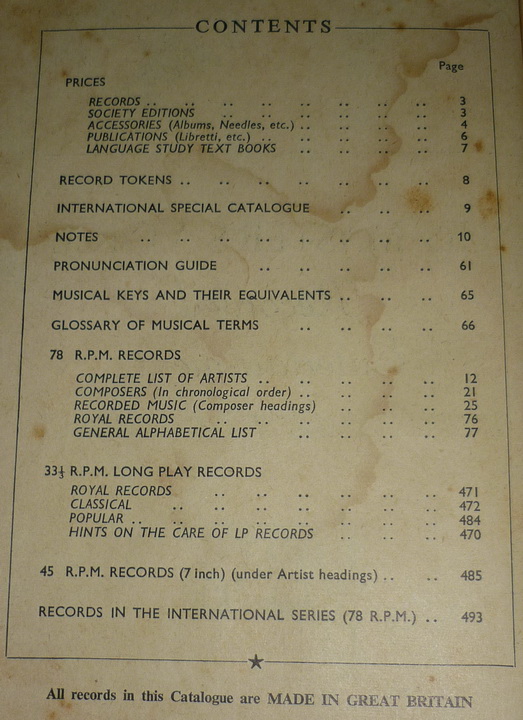 CONTENTS
Page
PRICES
RECORDS .. .. .. .. .. .. .. .. 3
SOCIETY EDITIONS .. .. .. .. .. .. 3
ACCESSORIES (Albums, Needles, etc.) .. .. .. .. 4
PUBLICATIONS (Libretti, etc.) .. .. .. .. .. 6
LANGUAGE STUDY TEXT BOOKS .. .. .. .. 7
RECORD TOKENS .. .. .. .. .. .. .. 8
INTERNATIONAL SPECIAL CATALOGUE .. .. .. 9
NOTES .. .. .. .. .. .. .. .. 10
PRONUNCIATION GUIDE .. .. .. .. .. 61
MUSICAL KEYS AND THEIR EQUIVALENTS .. .. .. 65
GLOSSARY OF MUSICAL TERMS .. .. .. .. 66
78 R.P.M. RECORDS
COMPLETE LIST OF ARTISTS .. .. .. .. .. 12
COMPOSERS (In chronological order) .. .. .. .. 21
RECORDED MUSIC (Composer headings) .. .. .. 25
ROYAL RECORDS .. .. .. .. .. .. 76
GENERAL ALPHABETICAL LIST .. .. .. .. 77
33⅓ R.P.M. LONG PLAY RECORDS
ROYAL RECORDS .. .. .. .. .. .. 471
CLASSICAL .. .. .. .. .. .. .. 472
POPULAR .. .. .. .. .. .. .. .. 484
HINTS ON THE CARE OF LP RECORDS .. .. .. 470
45 R.P.M. RECORDS (7 inch) (under Artist headings) .. .. 485
RECORDS IN THE INTERNATIONAL SERIES (78 R.P.M.) .. 493
All records in this Catalogue are MADE IN GREAT BRITAIN